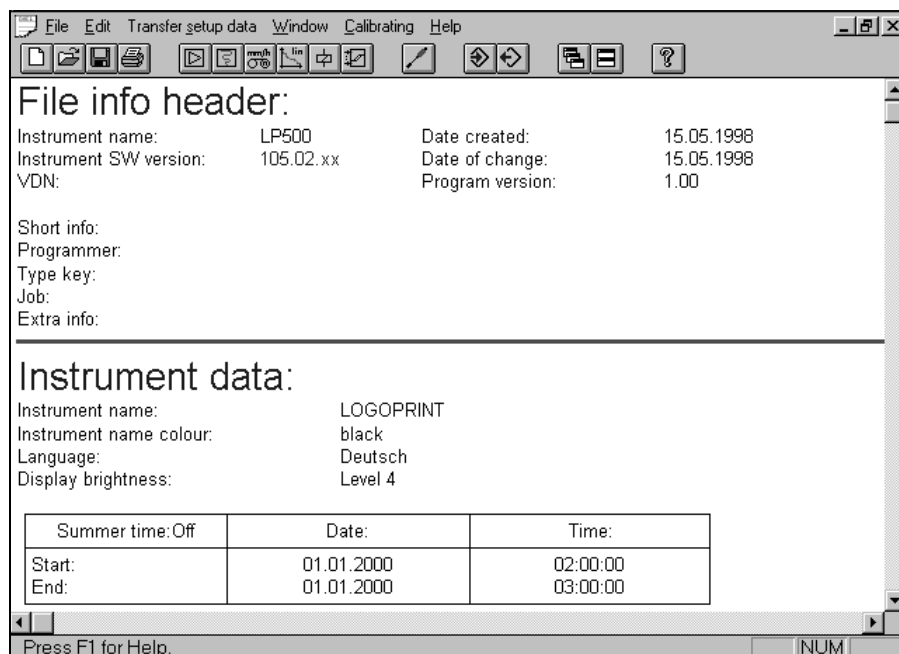 File Edit Transfer setup data Window Calibrating Help
File info header:
Instrument name: LP500 Date created: 15.05.1998
Instrument SW version: 105.02.xx Date of change: 15.05.1998
VDN: Program version: 1.00
Short info:
Programmer:
Type key:
Job:
Extra info:
Instrument data:
Instrument name: LOGOPRINT
Instrument name colour: black
Language: Deutsch
Display brightness: Level 4
Summer time: Off Date: Time:
Start: 01.01.2000 02:00:00
End: 01.01.2000 03:00:00
Press F1 for Help. NUM